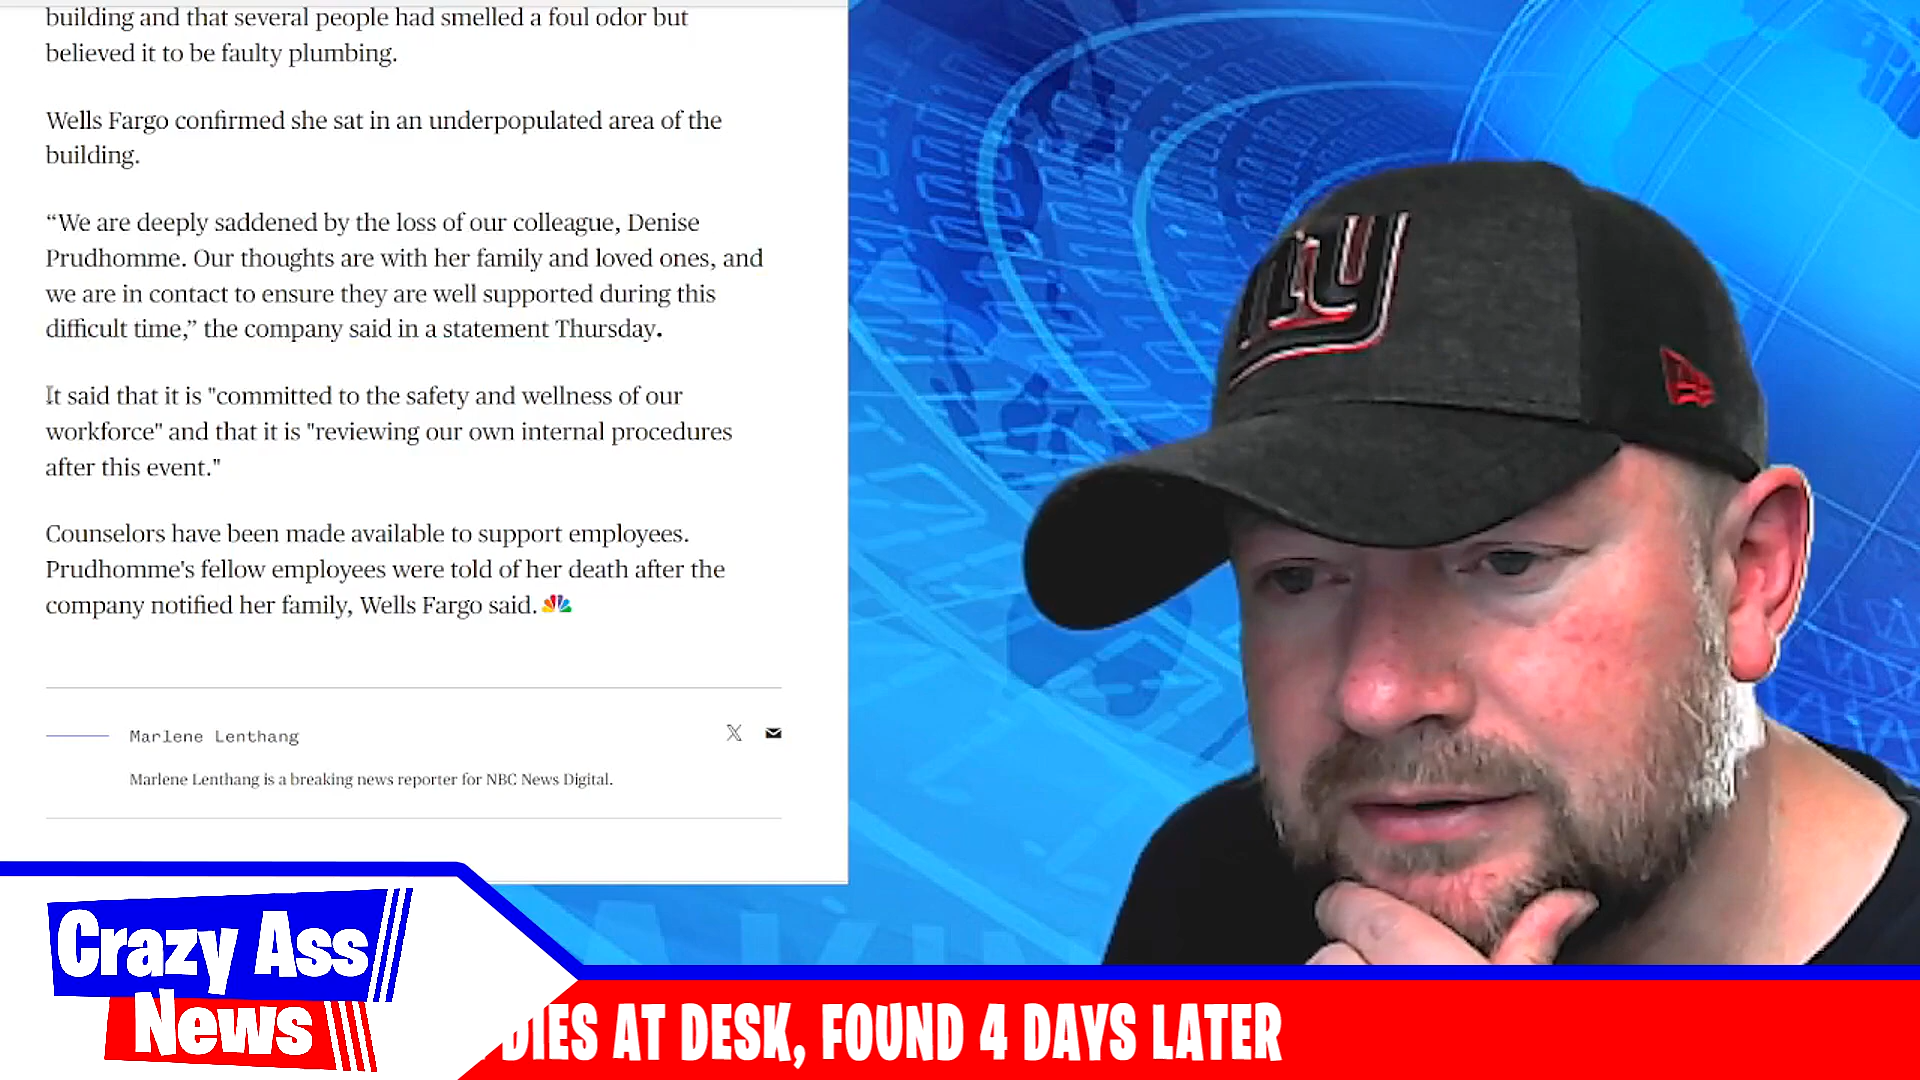 building and that several people had smelled a foul odor but
believed it to be faulty plumbing.
Wells Fargo confirmed she sat in an underpopulated area of the
building.
“We are deeply saddened by the loss of our colleague, Denise
Prudhomme. Our thoughts are with her family and loved ones, and
we are in contact to ensure they are well supported during this
difficult time,” the company said in a statement Thursday.
It said that it is "committed to the safety and wellness of our
workforce" and that it is "reviewing our own internal procedures
after this event."
Counselors have been made available to support employees.
Prudhomme's fellow employees were told of her death after the
company notified her family, Wells Fargo said.
Marlene Lenthang
Marlene Lenthang is a breaking news reporter for NBC News Digital.
ny
Crazy Ass
News
DIES AT DESK, FOUND 4 DAYS LATER